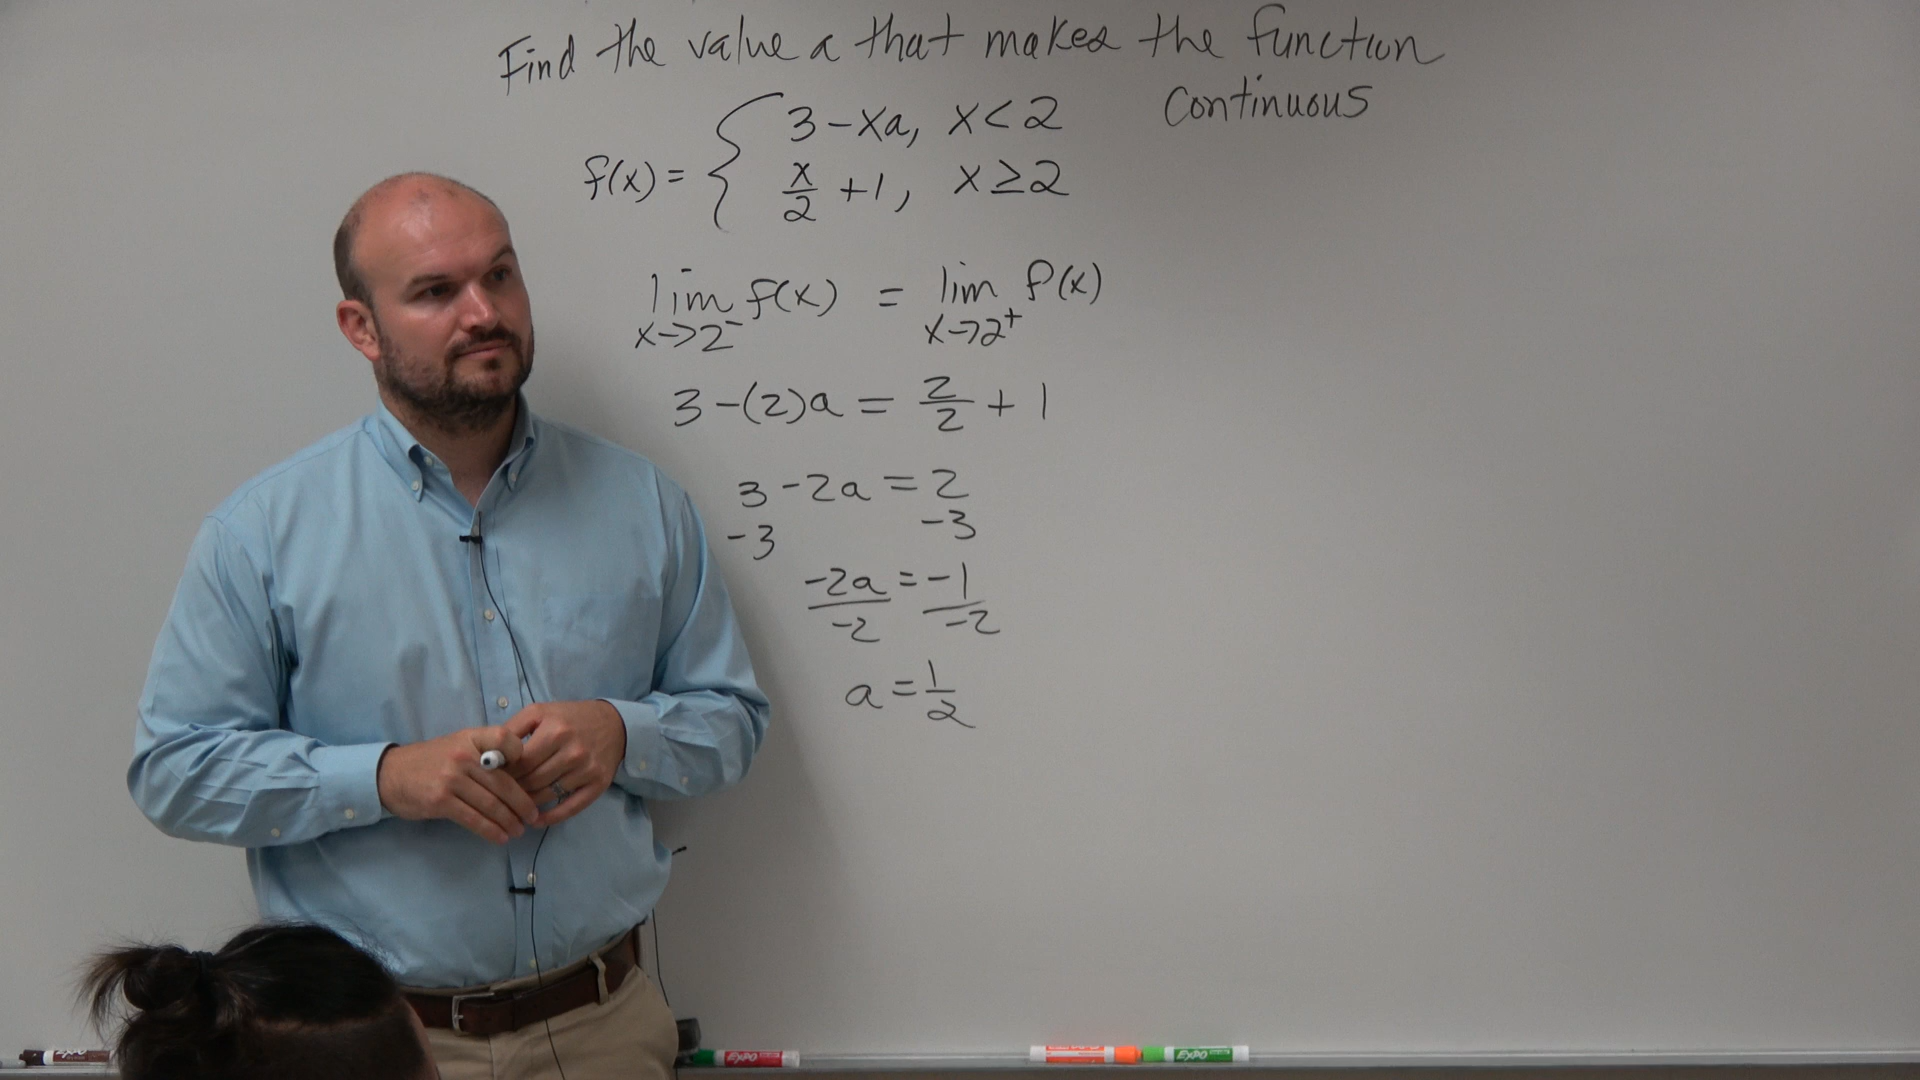 Find the value a that makes the function
continuous
f(x) = { 3 - xa, x < 2
x/2 + 1, x ≥ 2
lim x→2⁻ f(x) = lim x→2⁺ f(x)
3 - (2)a = 2/2 + 1
3 - 2a = 2
-3 -3
-2a/-2 = -1/-2
a = 1/2
EXPO
EXPO
EXPO